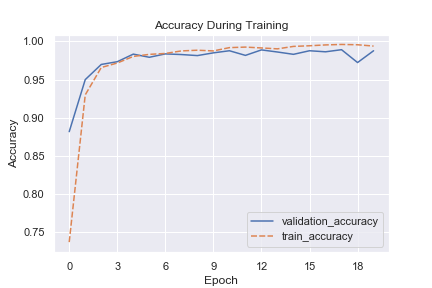 Accuracy During Training
1.00
0.95
0.90
0.85
0.80
0.75
Accuracy
validation_accuracy
train_accuracy
0 3 6 9 12 15 18
Epoch